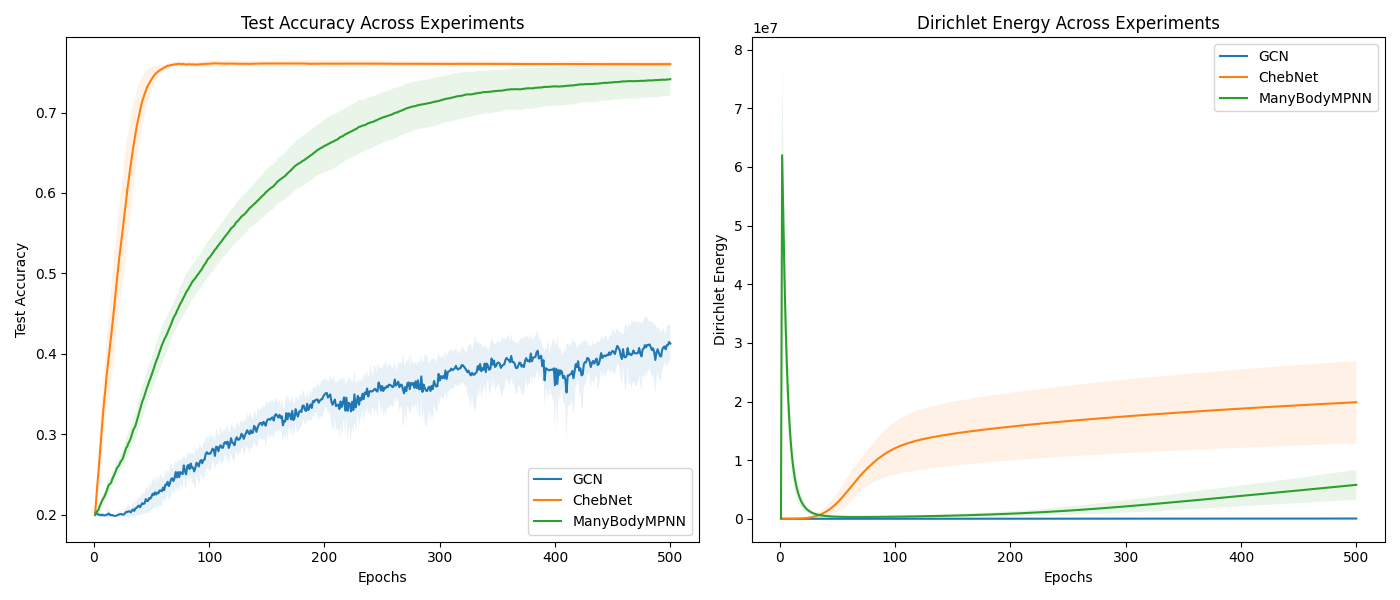 Test Accuracy Across Experiments
Test Accuracy
0.7
0.6
0.5
0.4
0.3
0.2
0 100 200 300 400 500
Epochs
GCN
ChebNet
ManyBodyMPNN
Dirichlet Energy Across Experiments
1e7
Dirichlet Energy
8
7
6
5
4
3
2
1
0
0 100 200 300 400 500
Epochs
GCN
ChebNet
ManyBodyMPNN